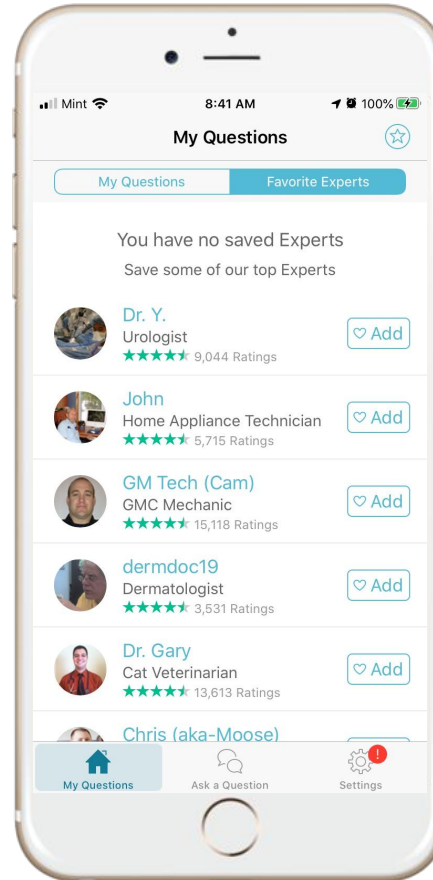 Mint 8:41 AM 100%
My Questions
My Questions Favorite Experts
You have no saved Experts
Save some of our top Experts
Dr. Y.
Urologist
9,044 Ratings
Add
John
Home Appliance Technician
5,715 Ratings
Add
GM Tech (Cam)
GMC Mechanic
15,118 Ratings
Add
dermdoc19
Dermatologist
3,531 Ratings
Add
Dr. Gary
Cat Veterinarian
13,613 Ratings
Add
Chris (aka-Moose)
!
My Questions Ask a Question Settings